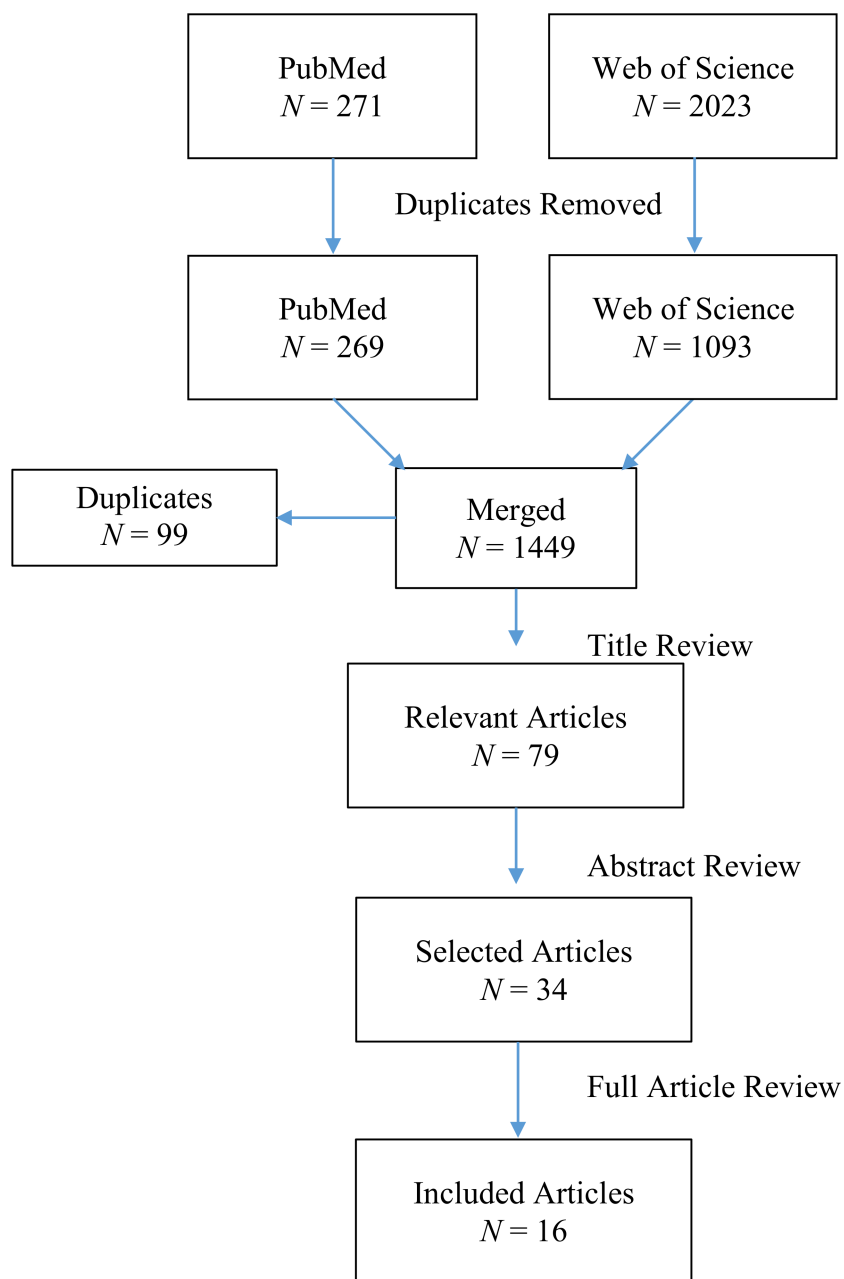 PubMed
N = 271
Web of Science
N = 2023
Duplicates Removed
PubMed
N = 269
Web of Science
N = 1093
Duplicates
N = 99
Merged
N = 1449
Title Review
Relevant Articles
N = 79
Abstract Review
Selected Articles
N = 34
Full Article Review
Included Articles
N = 16